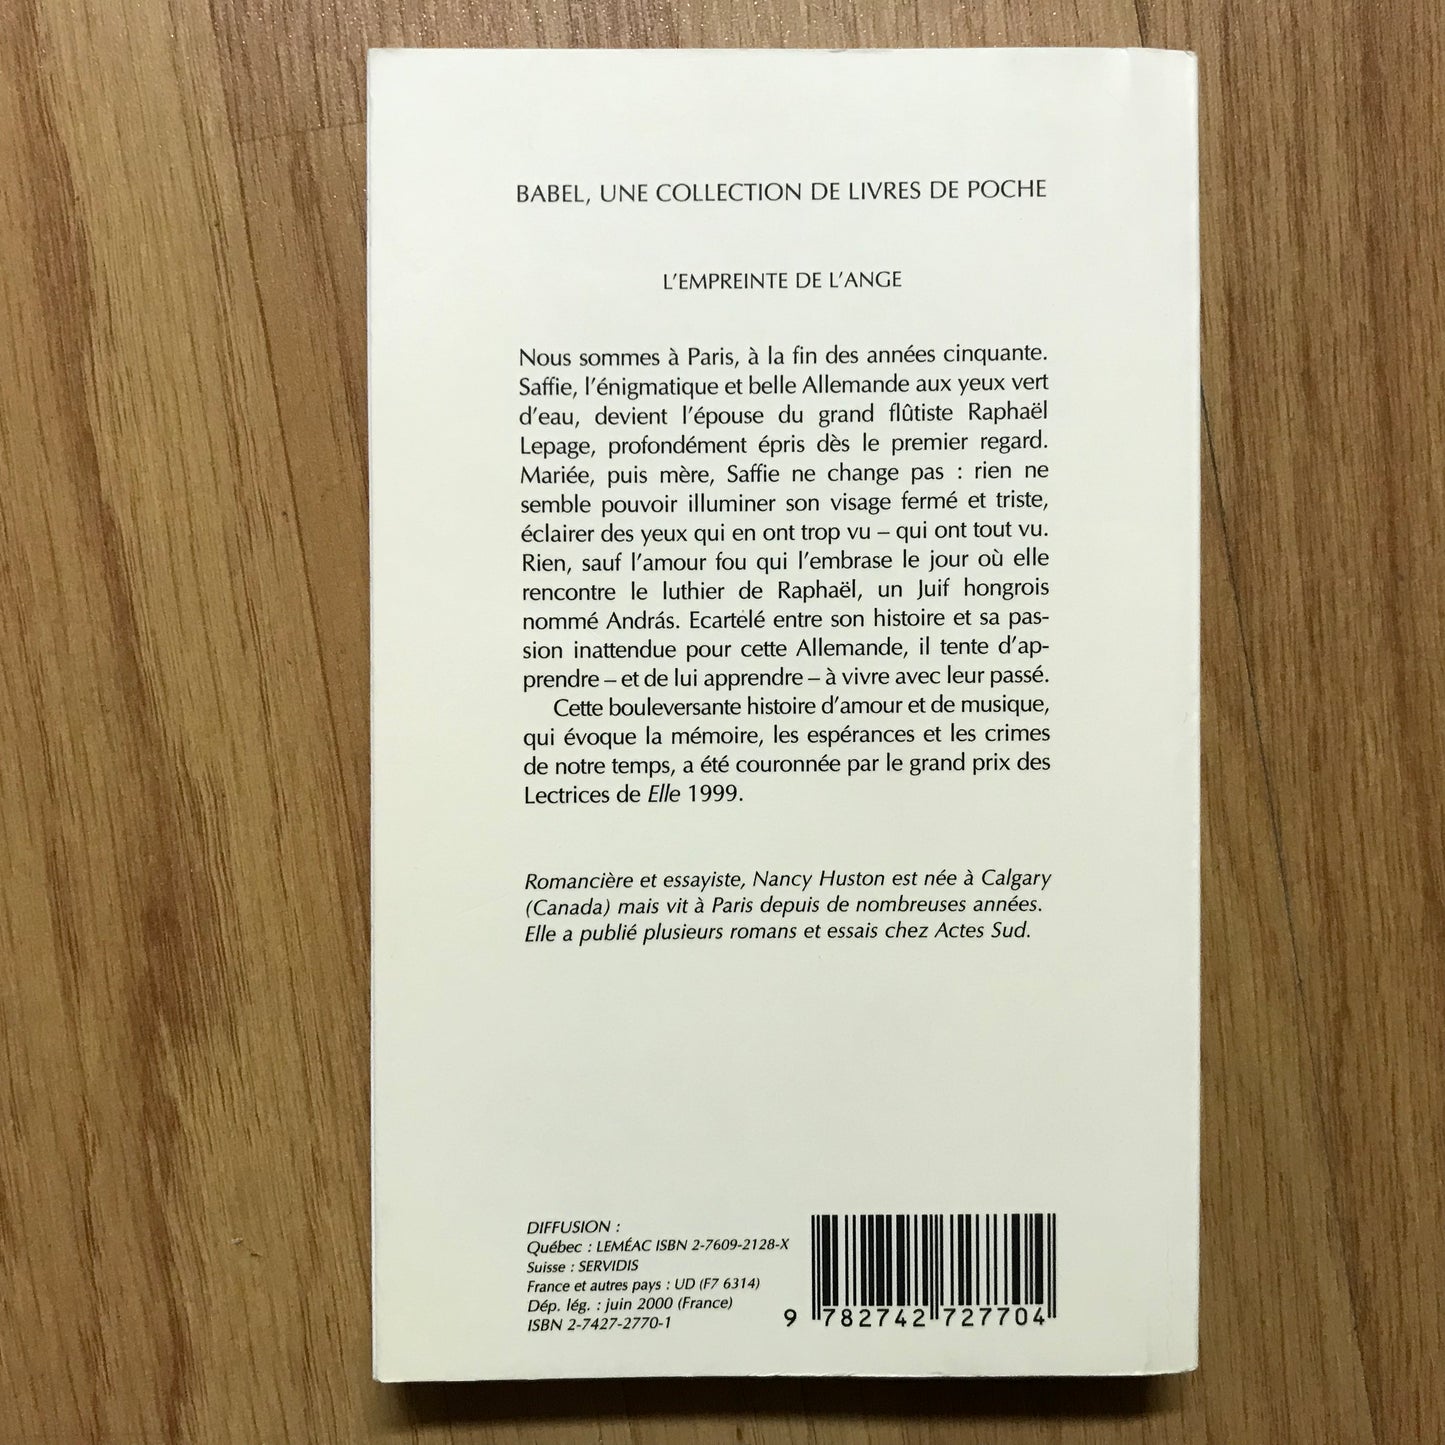 BABEL, UNE COLLECTION DE LIVRES DE POCHE
L'EMPREINTE DE L'ANGE
Nous sommes à Paris, à la fin des années cinquante.
Saffie, l'énigmatique et belle Allemande aux yeux vert
d'eau, devient l'épouse du grand flûtiste Raphaël
Lepage, profondément épris dès le premier regard.
Mariée, puis mère, Saffie ne change pas : rien ne
semble pouvoir illuminer son visage fermé et triste,
éclairer des yeux qui en ont trop vu – qui ont tout vu.
Rien, sauf l'amour fou qui l'embrase le jour où elle
rencontre le luthier de Raphaël, un Juif hongrois
nommé András. Ecartelé entre son histoire et sa pas-
sion inattendue pour cette Allemande, il tente d'ap-
prendre – et de lui apprendre – à vivre avec leur passé.
Cette bouleversante histoire d'amour et de musique,
qui évoque la mémoire, les espérances et les crimes
de notre temps, a été couronnée par le grand prix des
Lectrices de Elle 1999.
Romancière et essayiste, Nancy Huston est née à Calgary
(Canada) mais vit à Paris depuis de nombreuses années.
Elle a publié plusieurs romans et essais chez Actes Sud.
DIFFUSION :
Québec : LEMÉAC ISBN 2-7609-2128-X
Suisse : SERVIDIS
France et autres pays : UD (F7 6314)
Dép. lég. : juin 2000 (France)
ISBN 2-7427-2770-1
9 782742 727704